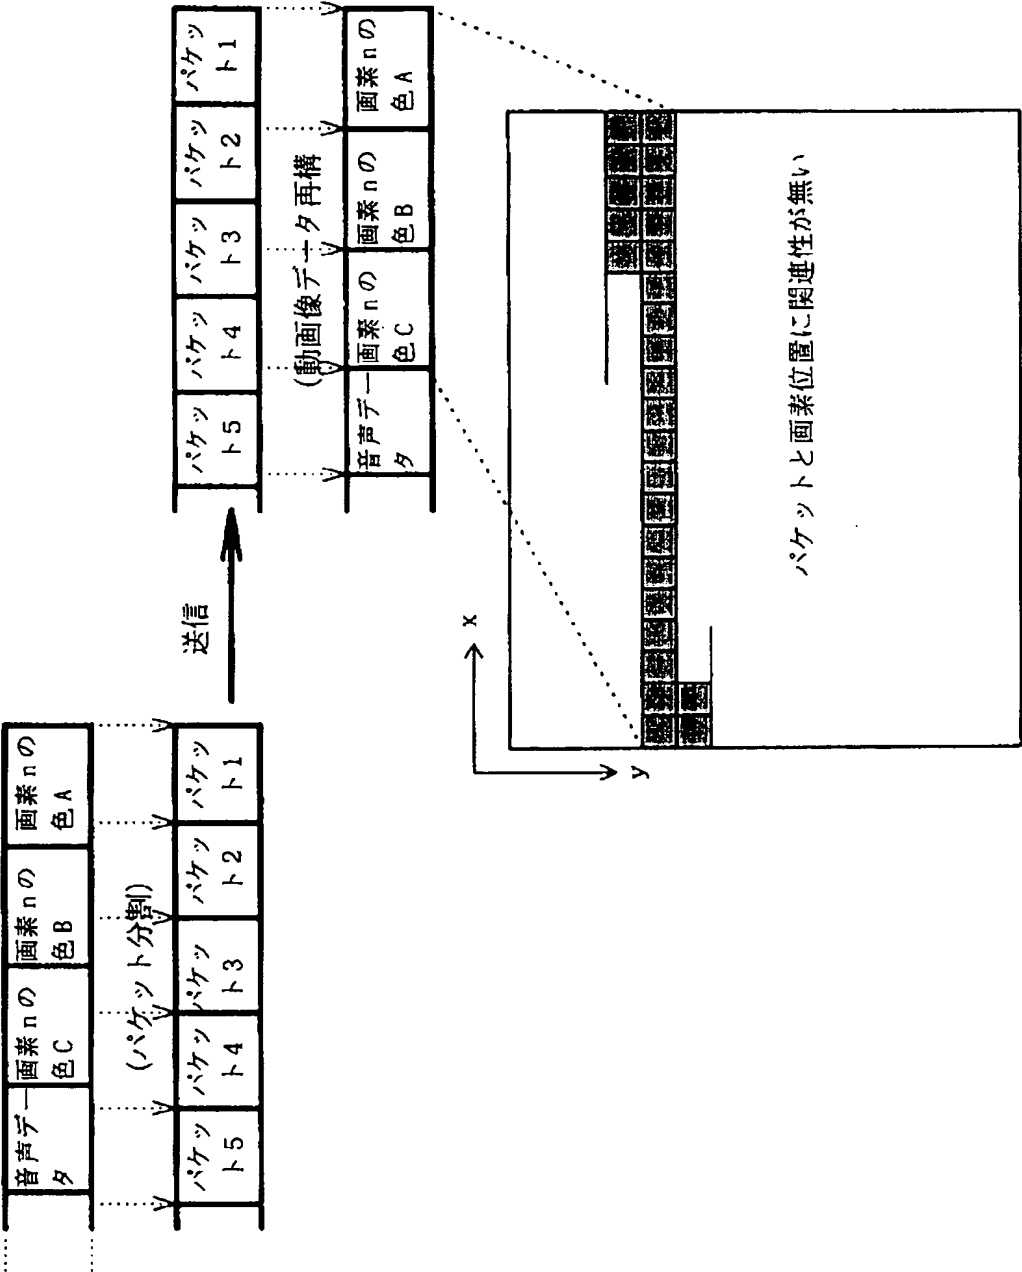 音声デー
タ
画素nの
色C
画素nの
色B
画素nの
色A
(パケット分割)
パケッ
ト5
パケッ
ト4
パケッ
ト3
パケッ
ト2
パケッ
ト1
送信
パケッ
ト5
パケッ
ト4
パケッ
ト3
パケッ
ト2
パケッ
ト1
(動画像データ再構
音声デー
タ
画素nの
色C
画素nの
色B
画素nの
色A
x
y
パケットと画素位置に関連性が無い